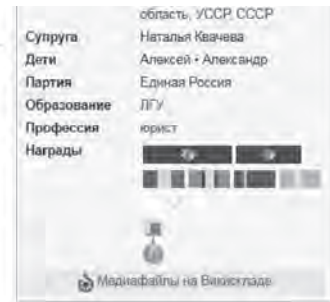 область, УССР, СССР
Супруга Наталья Квачева
Дети Алексей • Александр
Партия Единая Россия
Образование ЛГУ
Профессия юрист
Награды
Медиафайлы на Викискладе